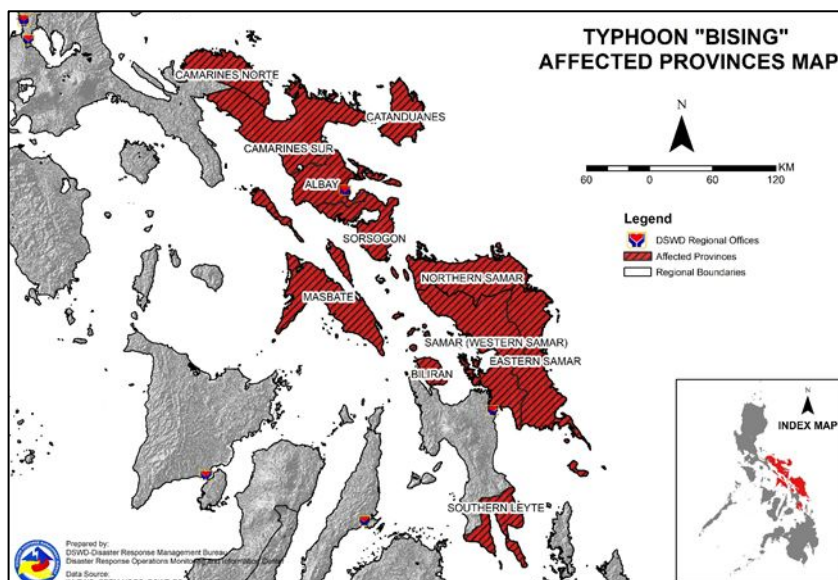 TYPHOON "BISING"
AFFECTED PROVINCES MAP
N
60 0 60 120 KM
Legend
DSWD Regional Offices
Affected Provinces
Regional Boundaries
CAMARINES NORTE
CATANDUANES
CAMARINES SUR
ALBAY
SORSOGON
NORTHERN SAMAR
MASBATE
SAMAR (WESTERN SAMAR)
EASTERN SAMAR
BILIRAN
SOUTHERN LEYTE
N
INDEX MAP
Prepared by:
DSWD-Disaster Response Management Bureau
Disaster Response Operations Monitoring and Information Center
Data Source: